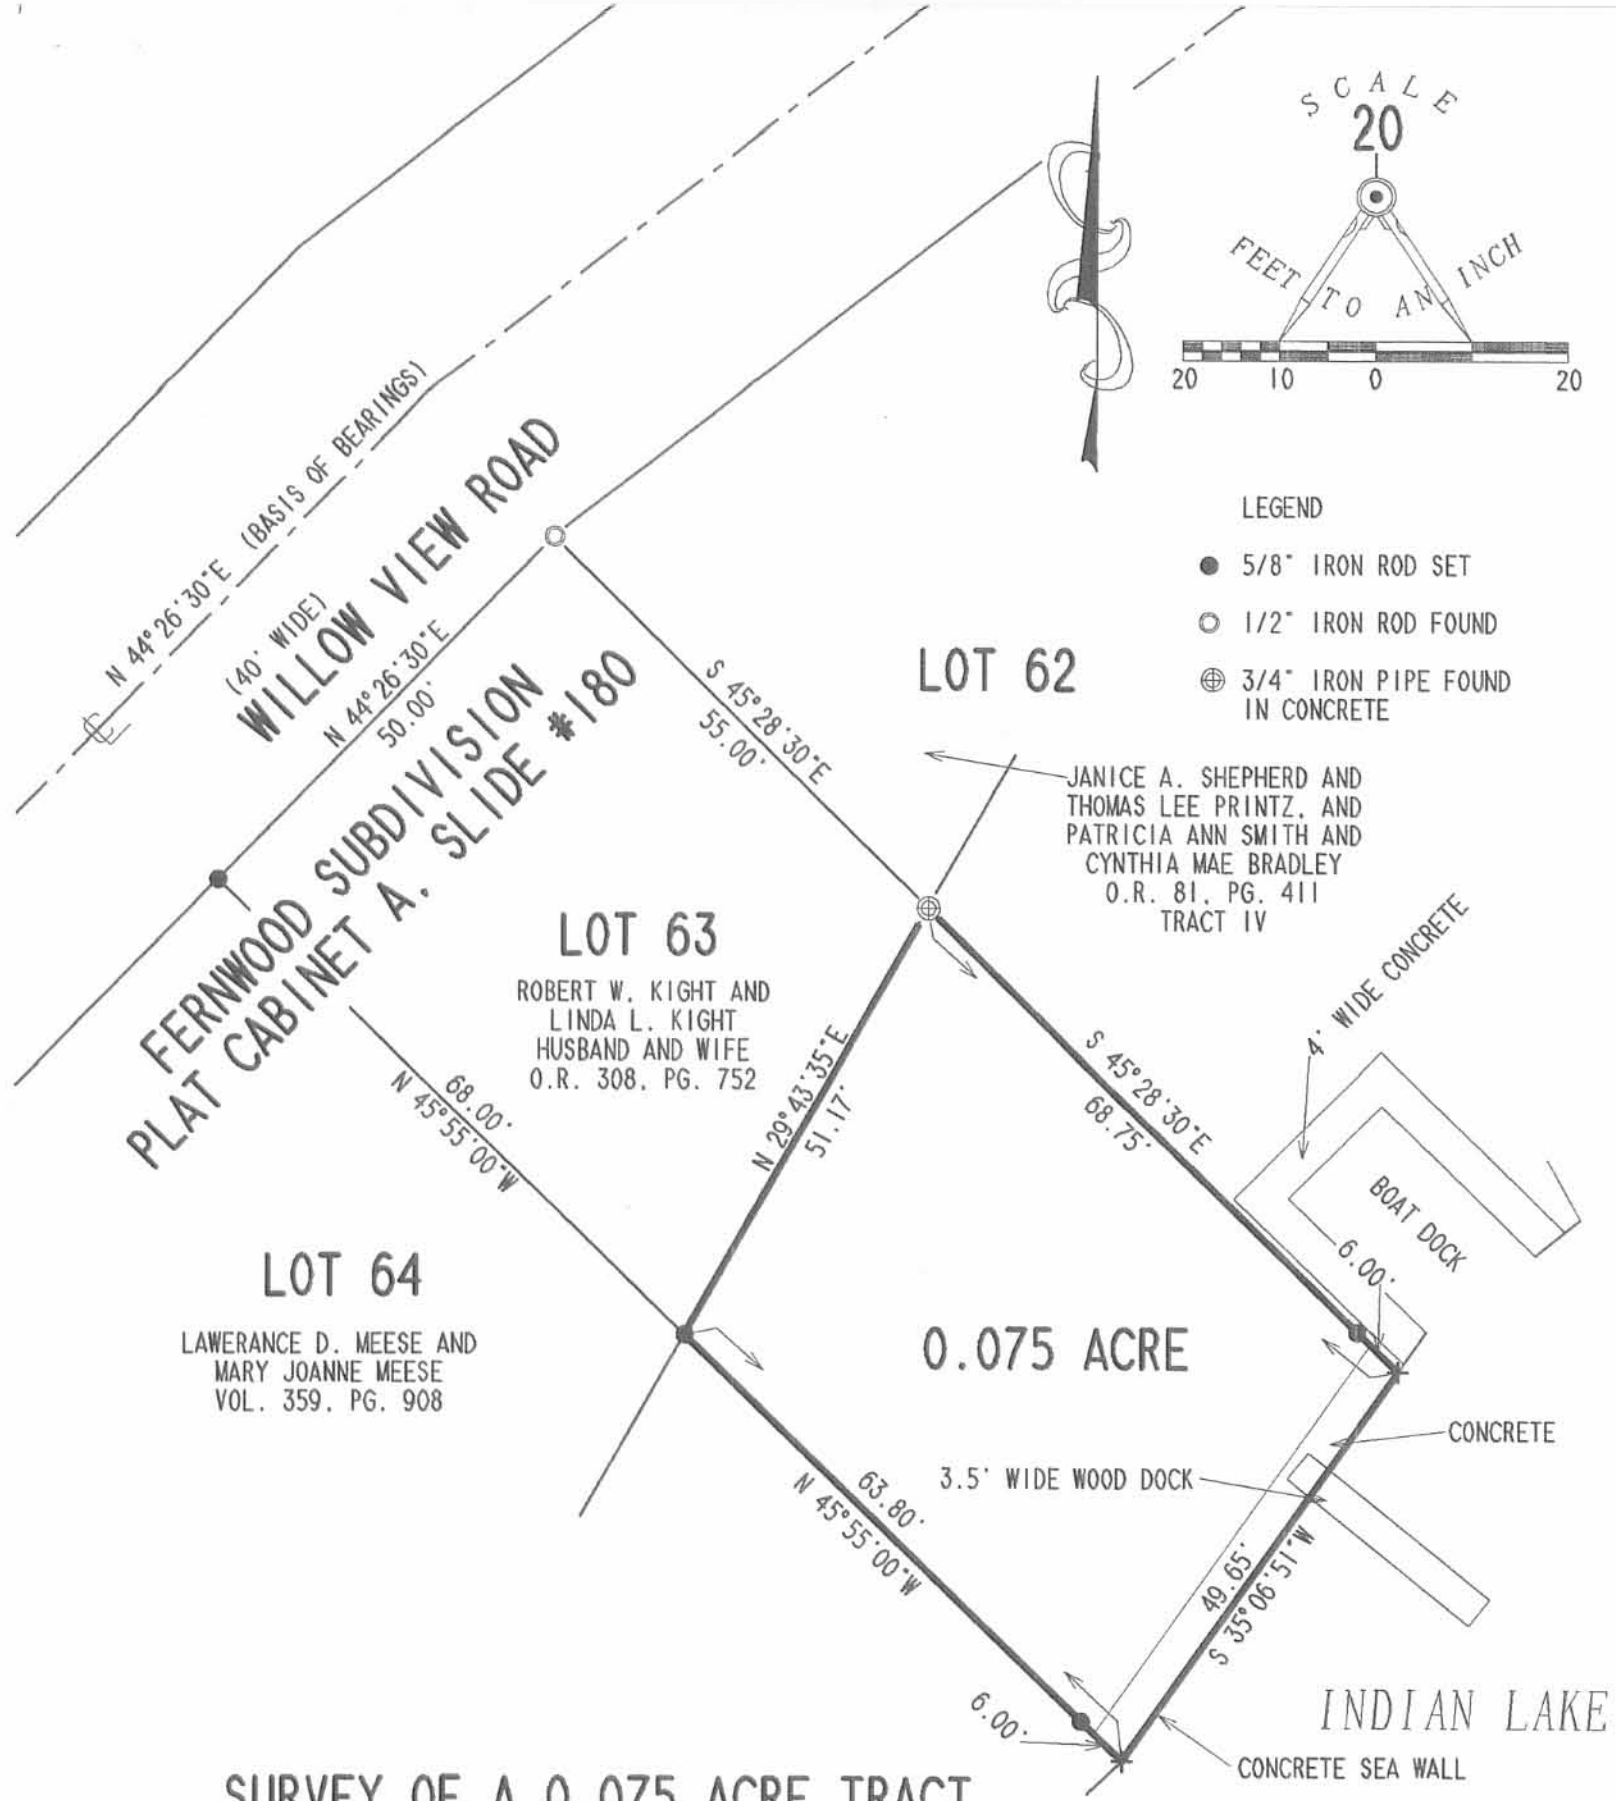 SCALE
20
FEET TO AN INCH
20 10 0 20
N 44°26'30"E (BASIS OF BEARINGS)
(40' WIDE)
WILLOW VIEW ROAD
N 44°26'30"E
50.00'
FERNWOOD SUBDIVISION
PLAT CABINET A, SLIDE #180
LEGEND
5/8" IRON ROD SET
1/2" IRON ROD FOUND
3/4" IRON PIPE FOUND
IN CONCRETE
S 45°28'30"E
55.00'
LOT 62
JANICE A. SHEPHERD AND
THOMAS LEE PRINTZ, AND
PATRICIA ANN SMITH AND
CYNTHIA MAE BRADLEY
O.R. 81, PG. 411
TRACT IV
LOT 63
ROBERT W. KIGHT AND
LINDA L. KIGHT
HUSBAND AND WIFE
O.R. 308, PG. 752
4' WIDE CONCRETE
N 29°43'35"E
51.17'
S 45°28'30"E
68.75'
BOAT DOCK
6.00'
68.00'
N 45°55'00"W
LOT 64
LAWERANCE D. MEESE AND
MARY JOANNE MEESE
VOL. 359, PG. 908
0.075 ACRE
CONCRETE
3.5' WIDE WOOD DOCK
63.80'
N 45°55'00"W
49.65'
S 35°06'51"W
6.00'
INDIAN LAKE
CONCRETE SEA WALL
SURVEY OF A 0.075 ACRE TRACT